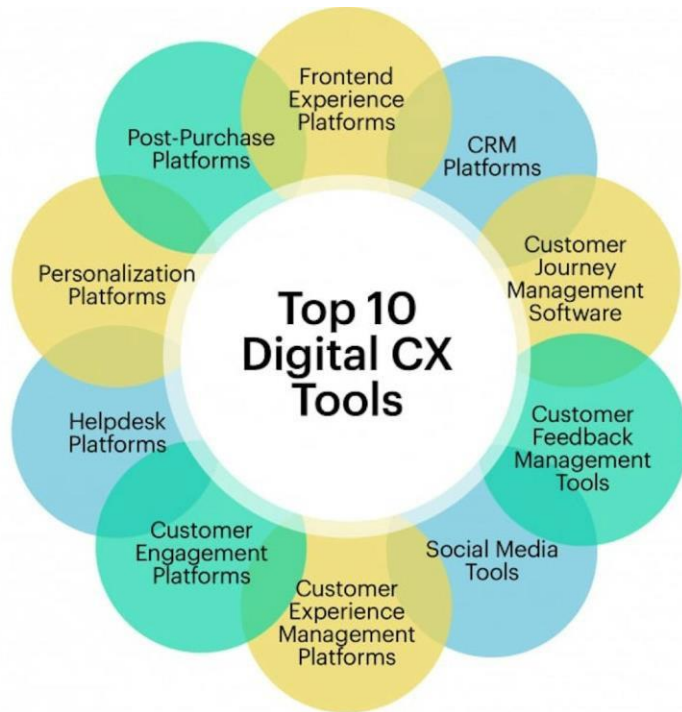 Frontend
Experience
Platforms
CRM
Platforms
Customer
Journey
Management
Software
Customer
Feedback
Management
Tools
Social Media
Tools
Customer
Experience
Management
Platforms
Customer
Engagement
Platforms
Helpdesk
Platforms
Personalization
Platforms
Post-Purchase
Platforms
Top 10
Digital CX
Tools